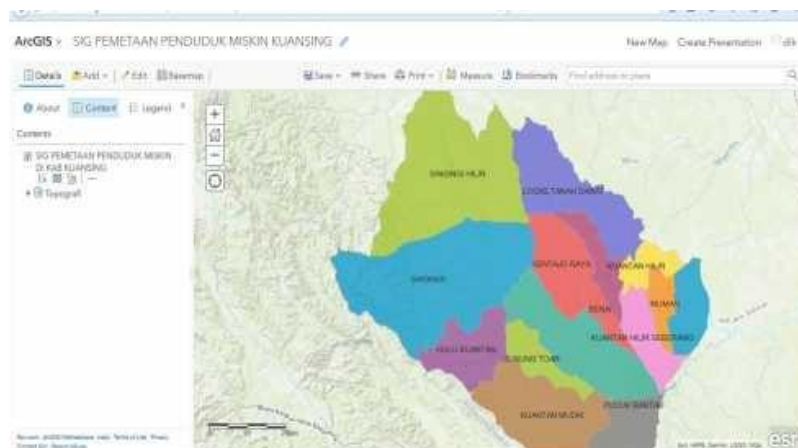 ArcGIS SIG PEMETAAN PENDUDUK MISKIN KUANSING New Map Create Presentation
Details Add Edit Basemap Save Share Print Measure Bookmarks Find address or place
About Content Legend
Contents
SIG PEMETAAN PENDUDUK MISKIN
DI KAB KUANSING
Topografi
SINGINGI HILIR
LOGAS TANAH DARAT
SINGINGI
SENTAJO RAYA
KUANTAN HILIR
BENAI
INUMAN
KUANTAN HILIR SEBERANG
HULU KUANTAN
GUNUNG TOAR
KUANTAN MUDIK
PUCUK RANTAU
esri